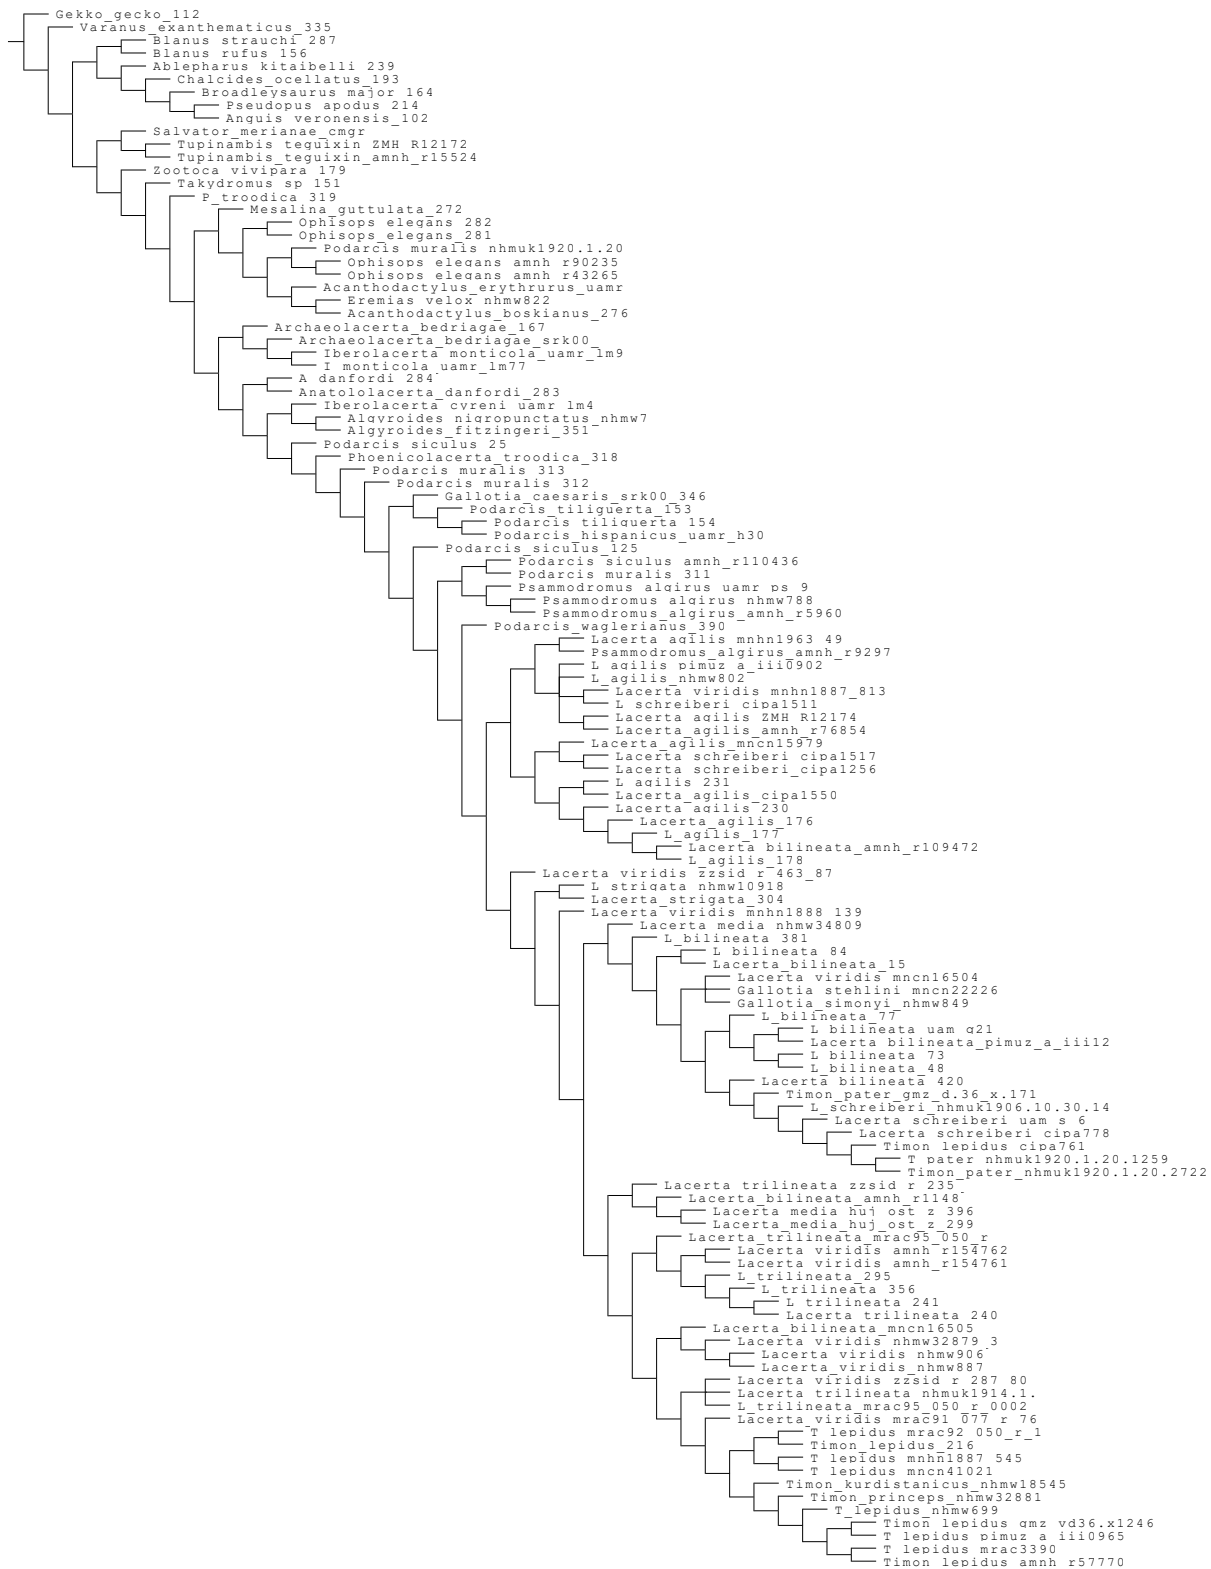 Gekko_gecko_112
Varanus_exanthematicus_335
Blanus_strauchi_287
Blanus_rufus_156
Ablepharus_kitaibelli_239
Chalcides_ocellatus_193
Broadleysaurus_major_164
Pseudopus_apodus_214
Anguis_veronensis_102
Salvator_merianae_cmgr
Tupinambis_teguixin_ZMH_R12172
Tupinambis_teguixin_amnh_r15524
Zootoca_vivipara_179
Takydromus_sp_151
P_troodica_319
Mesalina_guttulata_272
Ophisops_elegans_282
Ophisops_elegans_281
Podarcis_muralis_nhmuk1920.1.20
Ophisops_elegans_amnh_r90235
Ophisops_elegans_amnh_r43265
Acanthodactylus_erythrurus_uamr
Eremias_velox_nhmw822
Acanthodactylus_boskianus_276
Archaeolacerta_bedriagae_167
Archaeolacerta_bedriagae_srk00_
Iberolacerta_monticola_uamr_lm9
I_monticola_uamr_lm77
A_danfordi_284
Anatololacerta_danfordi_283
Iberolacerta_cyreni_uamr_lm4
Algyroides_nigropunctatus_nhmw7
Algyroides_fitzingeri_351
Podarcis_siculus_25
Phoenicolacerta_troodica_318
Podarcis_muralis_313
Podarcis_muralis_312
Gallotia_caesaris_srk00_346
Podarcis_tiliguerta_153
Podarcis_tiliguerta_154
Podarcis_hispanicus_uamr_h30
Podarcis_siculus_125
Podarcis_siculus_amnh_r110436
Podarcis_muralis_311
Psammodromus_algirus_uamr_ps_9
Psammodromus_algirus_nhmw788
Psammodromus_algirus_amnh_r5960
Podarcis_waglerianus_390
Lacerta_agilis_mnhn1963_49
Psammodromus_algirus_amnh_r9297
L_agilis_pimuz_a_iii0902
L_agilis_nhmw802
Lacerta_viridis_mnhn1887_813
L_schreiberi_cipa1511
Lacerta_agilis_ZMH_R12174
Lacerta_agilis_amnh_r76854
Lacerta_agilis_mncn15979
Lacerta_schreiberi_cipa1517
Lacerta_schreiberi_cipa1256
L_agilis_231
Lacerta_agilis_cipa1550
Lacerta_agilis_230
Lacerta_agilis_176
L_agilis_177
Lacerta_bilineata_amnh_r109472
L_agilis_178
Lacerta_viridis_zzsid_r_463_87
L_strigata_nhmw10918
Lacerta_strigata_304
Lacerta_viridis_mnhn1888_139
Lacerta_media_nhmw34809
L_bilineata_381
L_bilineata_84
Lacerta_bilineata_15
Lacerta_viridis_mncn16504
Gallotia_stehlini_mncn22226
Gallotia_simonyi_nhmw849
L_bilineata_77
L_bilineata_uam_g21
Lacerta_bilineata_pimuz_a_iii12
L_bilineata_73
L_bilineata_48
Lacerta_bilineata_420
Timon_pater_gmz_d.36_x.171
L_schreiberi_nhmuk1906.10.30.14
Lacerta_schreiberi_uam_s_6
Lacerta_schreiberi_cipa778
Timon_lepidus_cipa761
T_pater_nhmuk1920.1.20.1259
Timon_pater_nhmuk1920.1.20.2722
Lacerta_trilineata_zzsid_r_235
Lacerta_bilineata_amnh_r1148
Lacerta_media_huj_ost_z_396
Lacerta_media_huj_ost_z_299
Lacerta_trilineata_mrac95_050_r
Lacerta_viridis_amnh_r154762
Lacerta_viridis_amnh_r154761
L_trilineata_295
L_trilineata_356
L_trilineata_241
Lacerta_trilineata_240
Lacerta_bilineata_mncn16505
Lacerta_viridis_nhmw32879_3
Lacerta_viridis_nhmw906
Lacerta_viridis_nhmw887
Lacerta_viridis_zzsid_r_287_80
Lacerta_trilineata_nhmuk1914.1.
L_trilineata_mrac95_050_r_0002
Lacerta_viridis_mrac91_077_r_76
T_lepidus_mrac92_050_r_1
Timon_lepidus_216
T_lepidus_mnhn1887_545
T_lepidus_mncn41021
Timon_kurdistanicus_nhmw18545
Timon_princeps_nhmw32881
T_lepidus_nhmw699
Timon_lepidus_gmz_vd36.x1246
T_lepidus_pimuz_a_iii0965
T_lepidus_mrac3390
Timon_lepidus_amnh_r57770